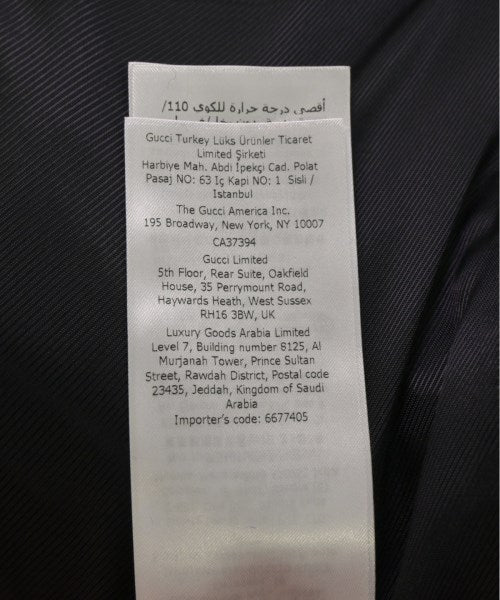 أقصى درجة حرارة للكوي 110/
Gucci Turkey Lüks Ürünler Ticaret
Limited Şirketi
Harbiye Mah. Abdi İpekçi Cad. Polat
Pasaj NO: 63 İç Kapi NO: 1 Sisli /
Istanbul
The Gucci America Inc.
195 Broadway, New York, NY 10007
CA37394
Gucci Limited
5th Floor, Rear Suite, Oakfield
House, 35 Perrymount Road,
Haywards Heath, West Sussex
RH16 3BW, UK
Luxury Goods Arabia Limited
Level 7, Building number 8125, Al
Murjanah Tower, Prince Sultan
Street, Rawdah District, Postal code
23435, Jeddah, Kingdom of Saudi
Arabia
Importer's code: 6677405